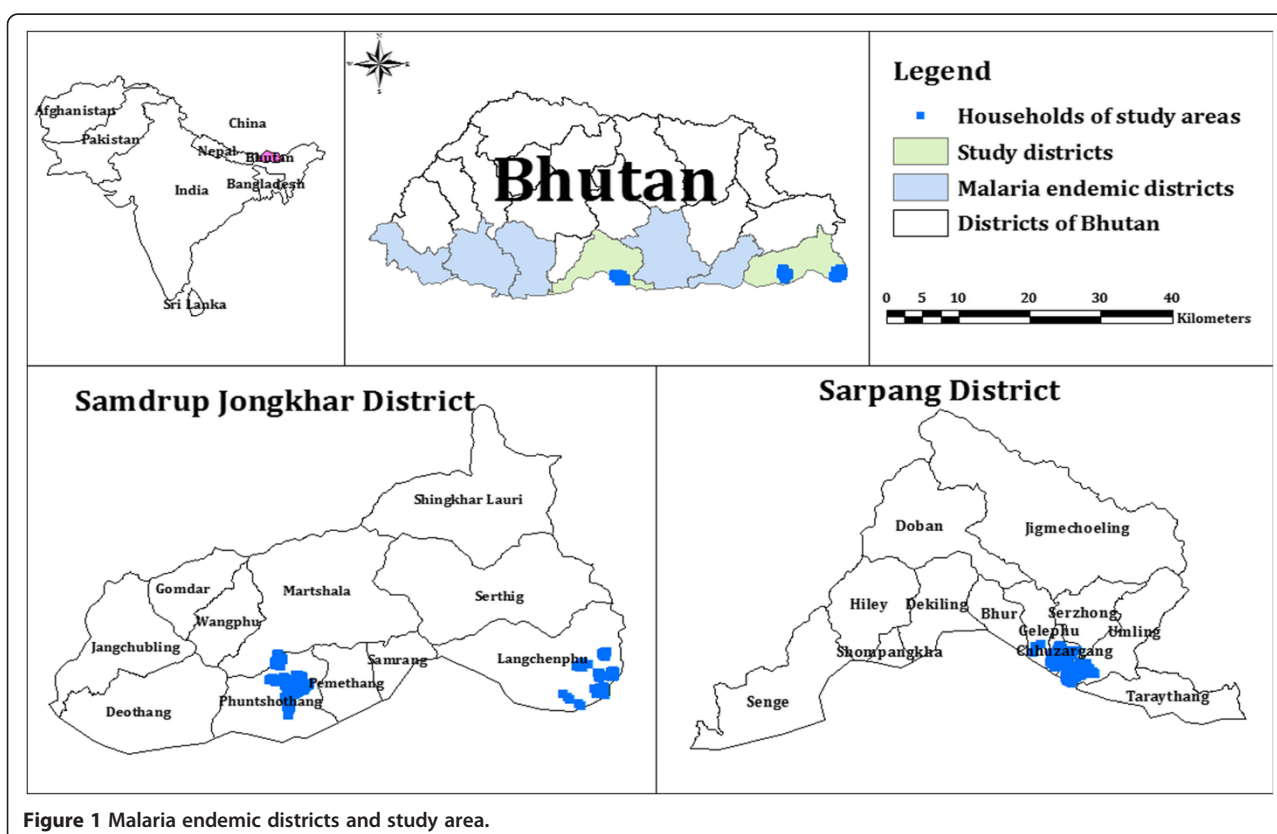 Afghanistan
Pakistan
China
Nepal
Bhutan
India
Bangladesh
Sri Lanka
Bhutan
Legend
Households of study areas
Study districts
Malaria endemic districts
Districts of Bhutan
0 5 10 20 30 40
Kilometers
Samdrup Jongkhar District
Shingkhar Lauri
Gomdar
Martshala
Serthig
Wangphu
Jangchubling
Samrang
Langchenphu
Pemethang
Phuntshothang
Deothang
Sarpang District
Doban
Jigmechoeling
Hiley
Dekiling
Bhur
Serzhong
Gelephu
Umling
Shompangkha
Chhuzargang
Senge
Taraythang
Figure 1 Malaria endemic districts and study area.